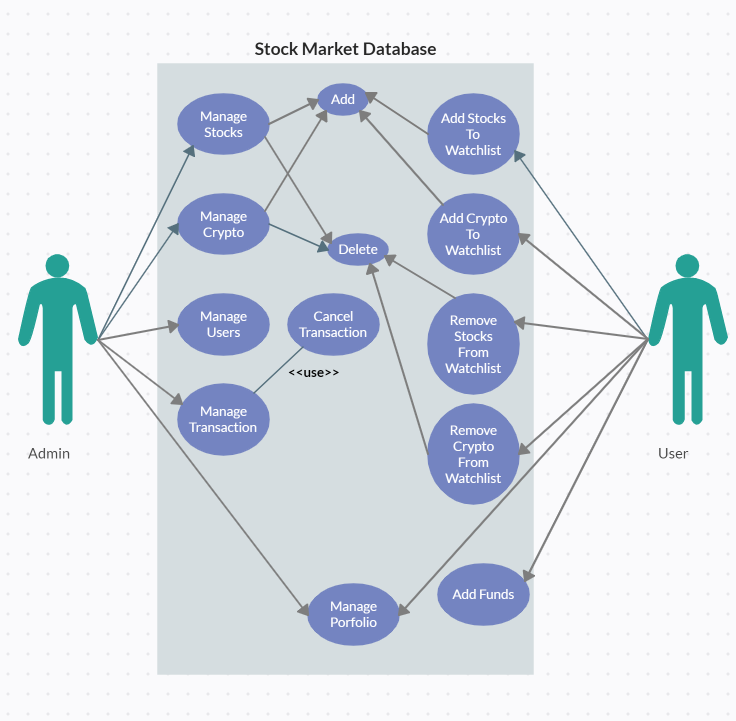 Stock Market Database
Manage
Stocks
Add
Add Stocks
To
Watchlist
Manage
Crypto
Add Crypto
To
Watchlist
Delete
Manage
Users
Cancel
Transaction
Remove
Stocks
From
Watchlist
<<use>>
Manage
Transaction
Remove
Crypto
From
Watchlist
Admin
User
Manage
Porfolio
Add Funds